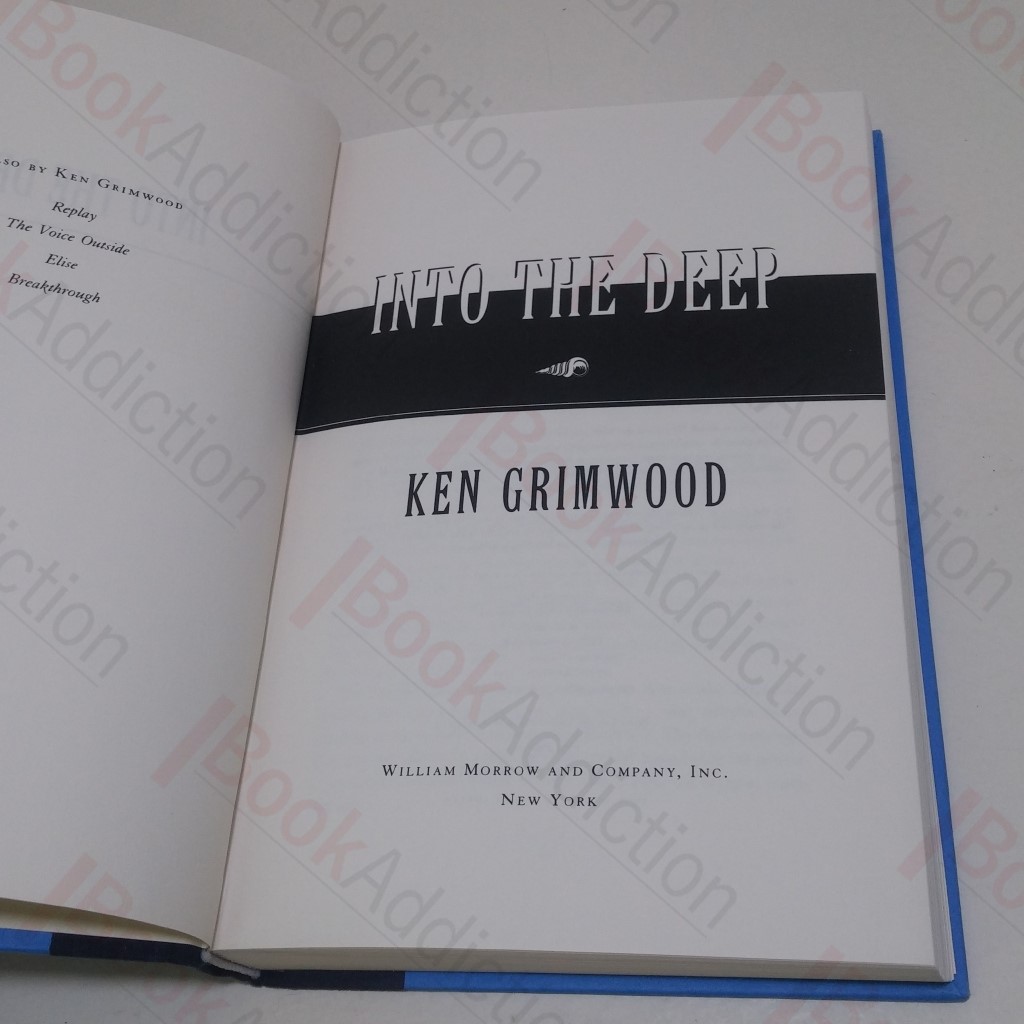 SO BY KEN GRIMWOOD
Replay
The Voice Outside
Elise
Breakthrough
INTO THE DEEP
KEN GRIMWOOD
WILLIAM MORROW AND COMPANY, INC.
NEW YORK
BookAddiction